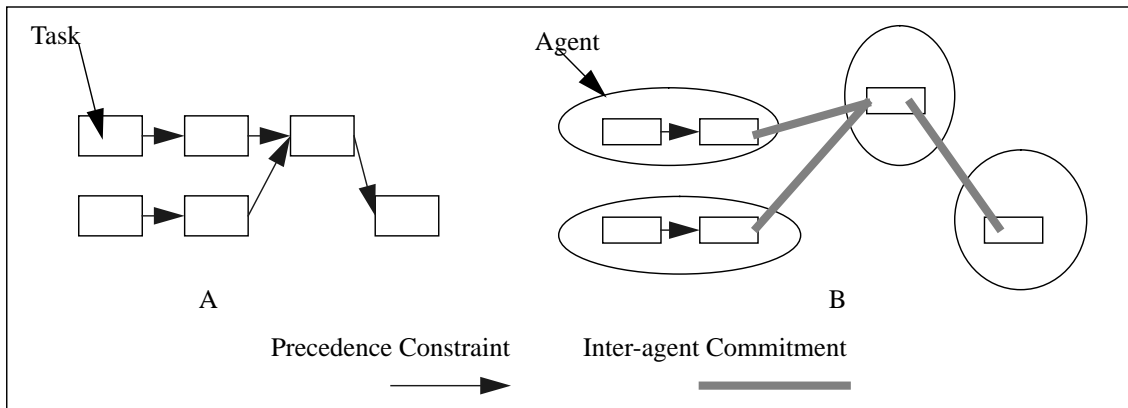 Task
Agent
A
B
Precedence Constraint
Inter-agent Commitment